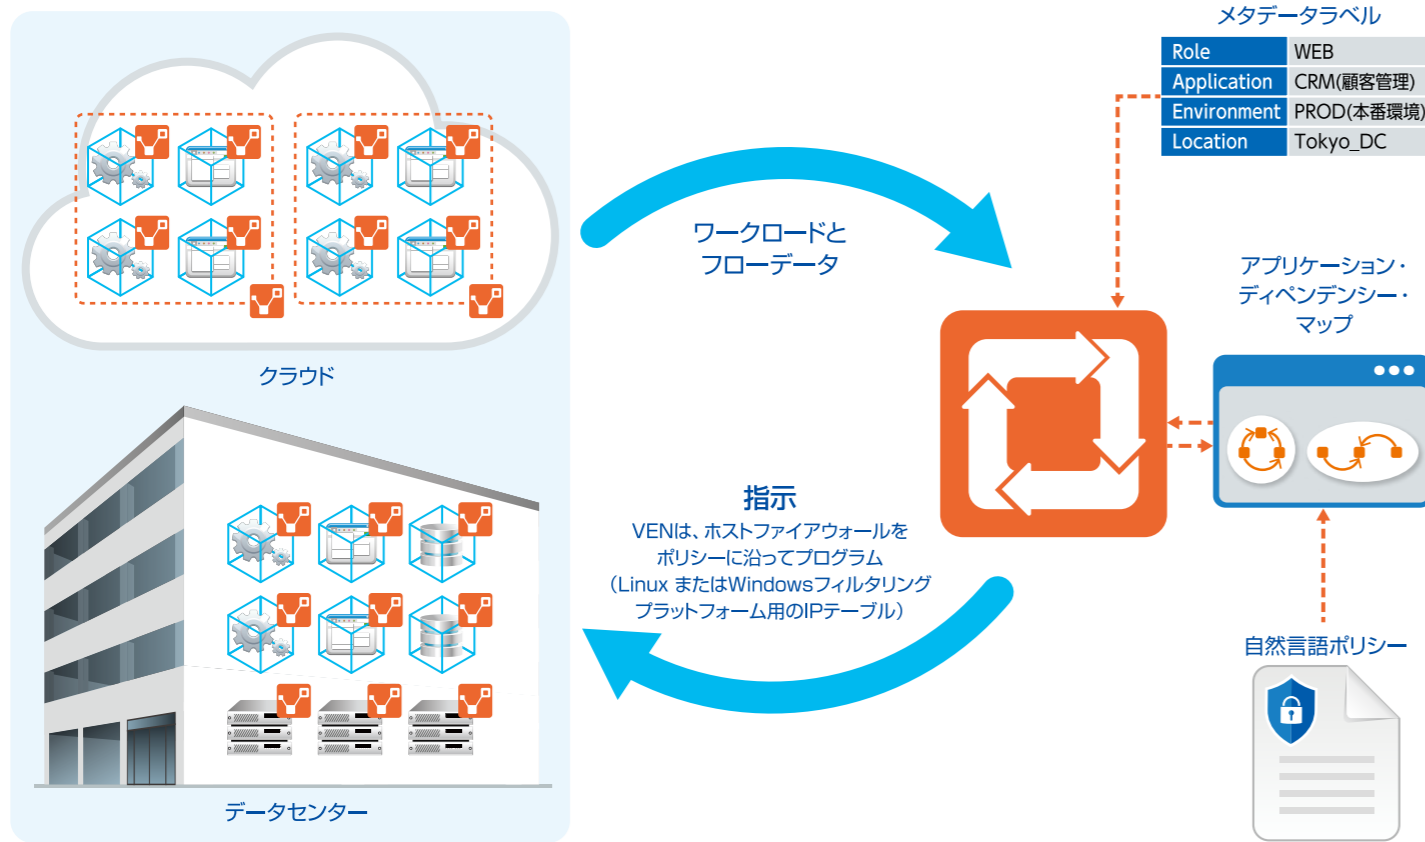 メタデータラベル
Role WEB
Application CRM(顧客管理)
Environment PROD(本番環境)
Location Tokyo_DC
ワークロードと
フローデータ
アプリケーション・
ディペンデンシー・
マップ
クラウド
指示
VENは、ホストファイアウォールを
ポリシーに沿ってプログラム
（Linux またはWindowsフィルタリング
プラットフォーム用のIPテーブル）
自然言語ポリシー
データセンター